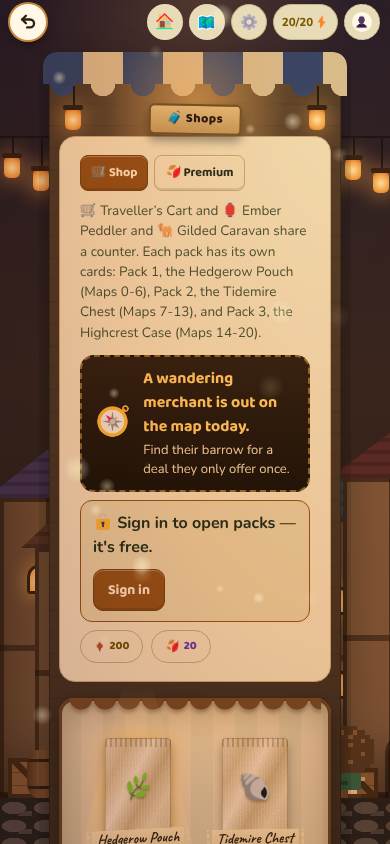 20/20
Shops
Shop
Premium
Traveller's Cart and Ember
Peddler and Gilded Caravan share
a counter. Each pack has its own
cards: Pack 1, the Hedgerow Pouch
(Maps 0-6), Pack 2, the Tidemire
Chest (Maps 7-13), and Pack 3, the
Highcrest Case (Maps 14-20).
A wandering
merchant is out on
the map today.
Find their barrow for a
deal they only offer once.
Sign in to open packs —
it's free.
Sign in
200
20
Hedgerow Pouch
Tidemire Chest